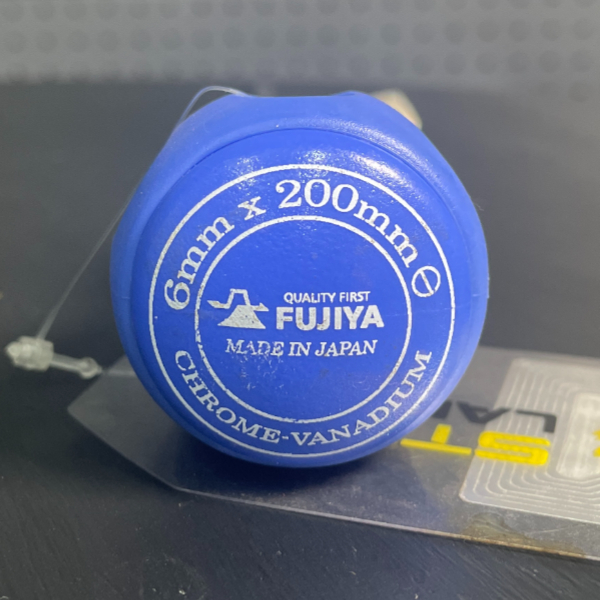 6mm x 200mm ⊖
QUALITY FIRST
FUJIYA
MADE IN JAPAN
CHROME-VANADIUM